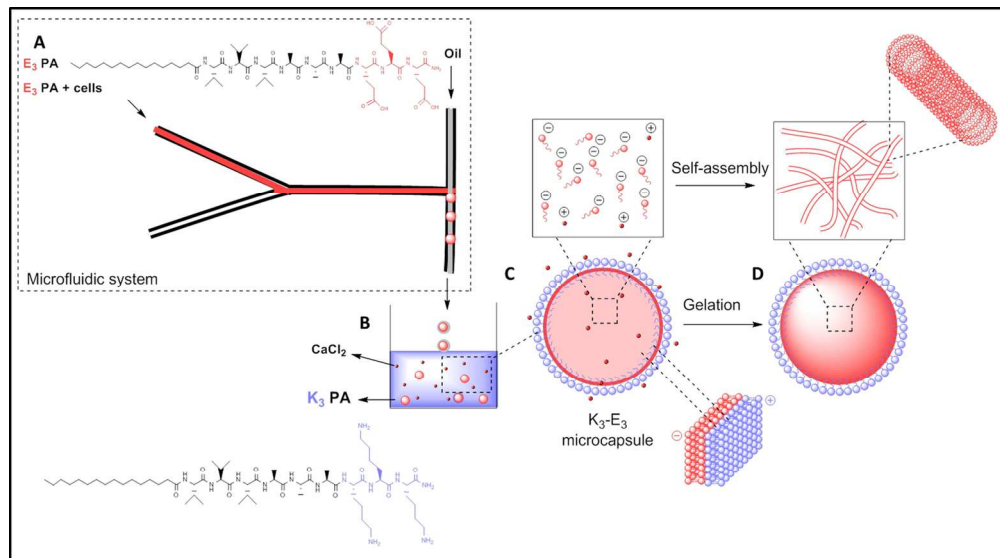 A
E3 PA
E3 PA + cells
Oil
Microfluidic system
B
CaCl2
K3 PA
C
Self-assembly
Gelation
D
K3-E3
microcapsule